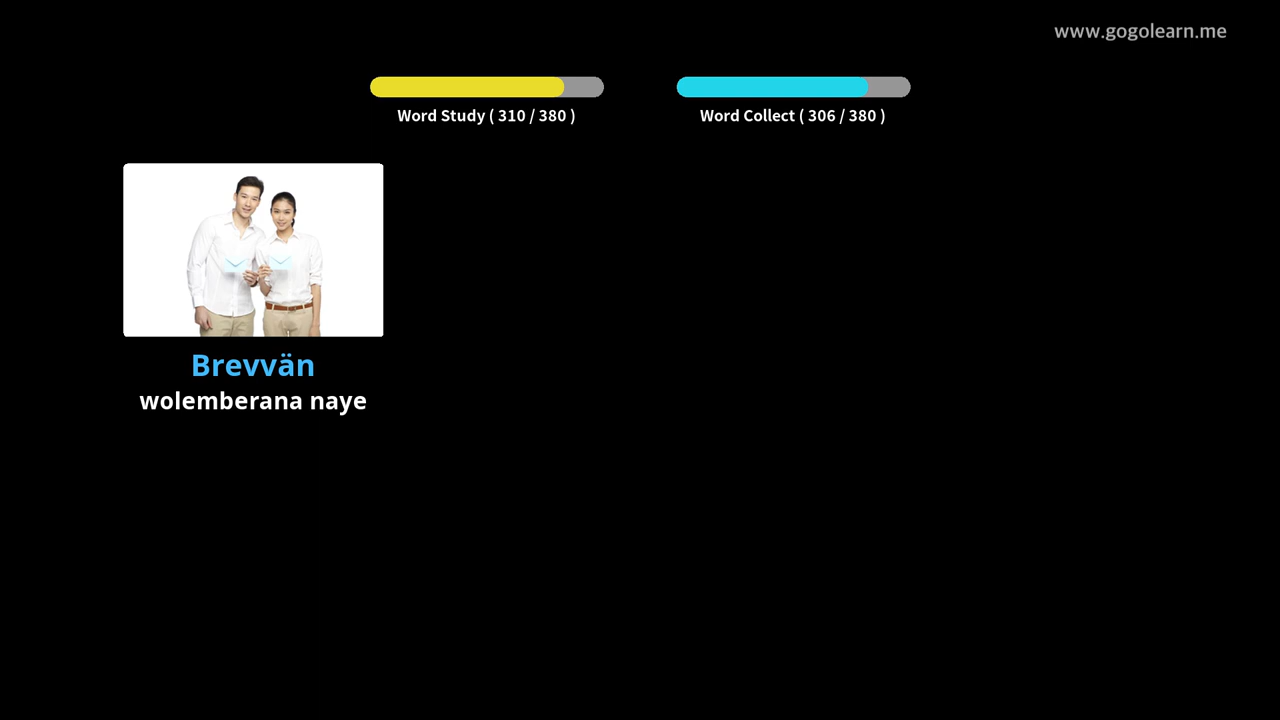 www.gogolearn.me
Word Study ( 310 / 380 )
Word Collect ( 306 / 380 )
Brevvän
wolemberana naye